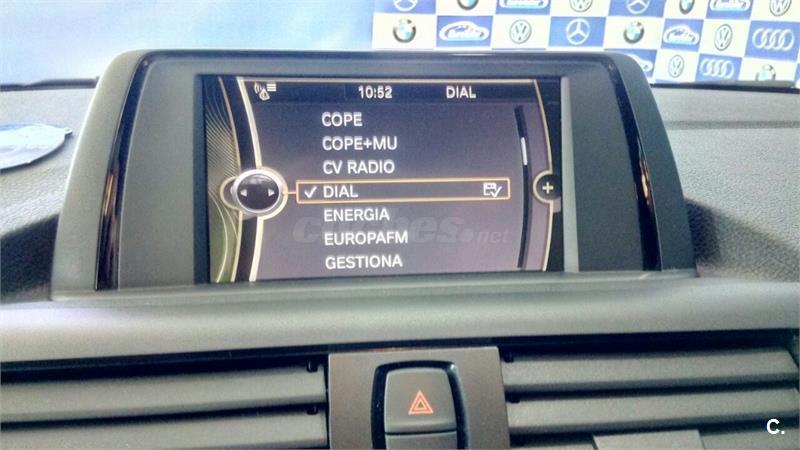 10:52 DIAL
COPE
COPE+MU
CV RADIO
DIAL
ENERGIA
EUROPAFM
GESTIONA
coches.net
C.